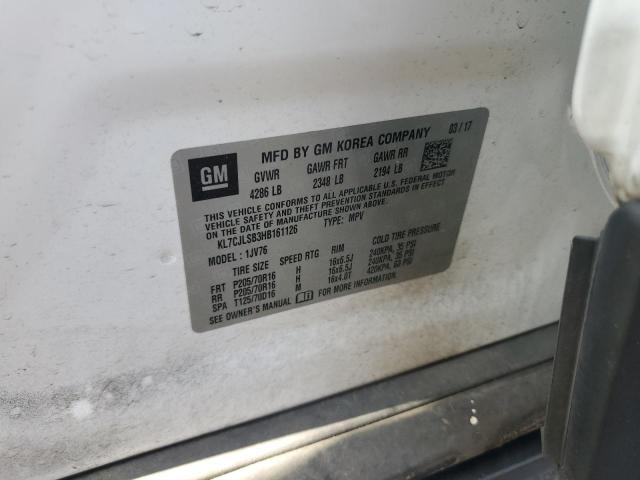 GM
MFD BY GM KOREA COMPANY 03 / 17
GVWR GAWR FRT GAWR RR
4286 LB 2348 LB 2194 LB
THIS VEHICLE CONFORMS TO ALL APPLICABLE U.S. FEDERAL MOTOR
VEHICLE SAFETY AND THEFT PREVENTION STANDARDS IN EFFECT
ON THE DATE OF MANUFACTURE SHOWN ABOVE.
KL7CJLSB3HB161126 TYPE: MPV
MODEL : 1JV76
TIRE SIZE SPEED RTG RIM COLD TIRE PRESSURE
FRT P205/70R16 H 16x6.5J 240KPA, 35 PSI
RR P205/70R16 H 16x6.5J 240KPA, 35 PSI
SPA T125/70D16 M 16x4.0T 420KPA, 60 PSI
SEE OWNER'S MANUAL